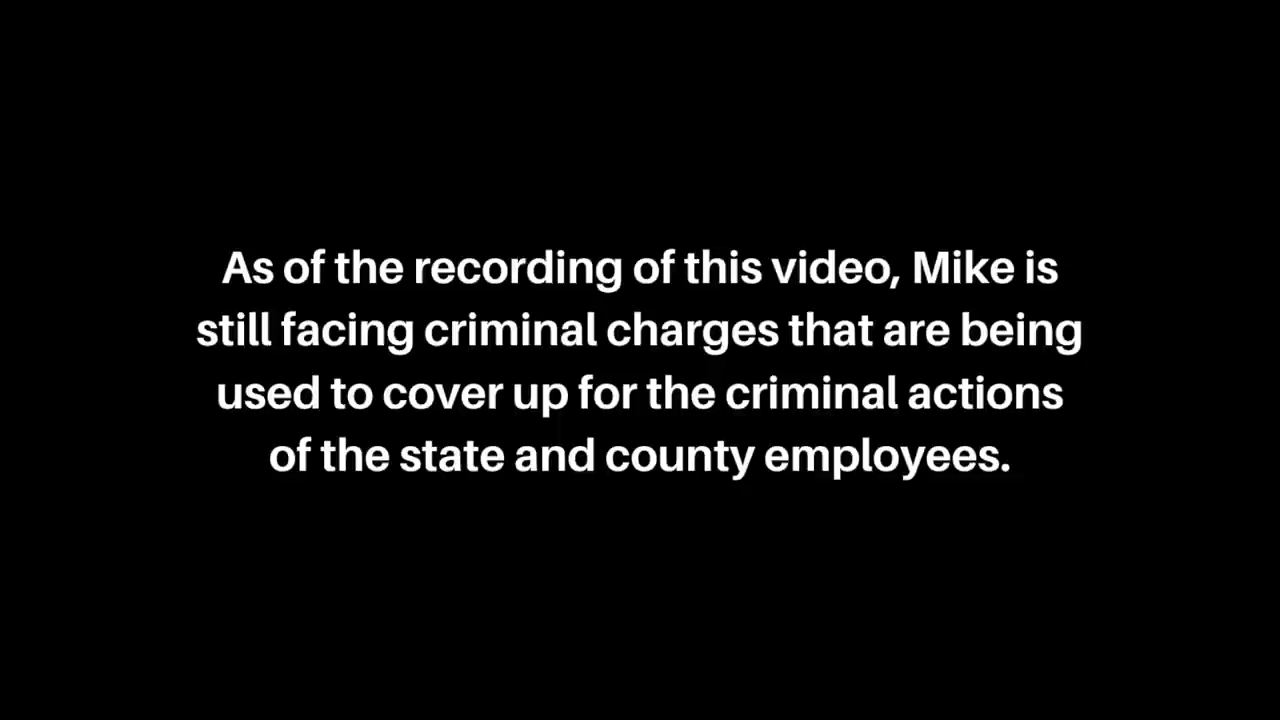 As of the recording of this video, Mike is
still facing criminal charges that are being
used to cover up for the criminal actions
of the state and county employees.